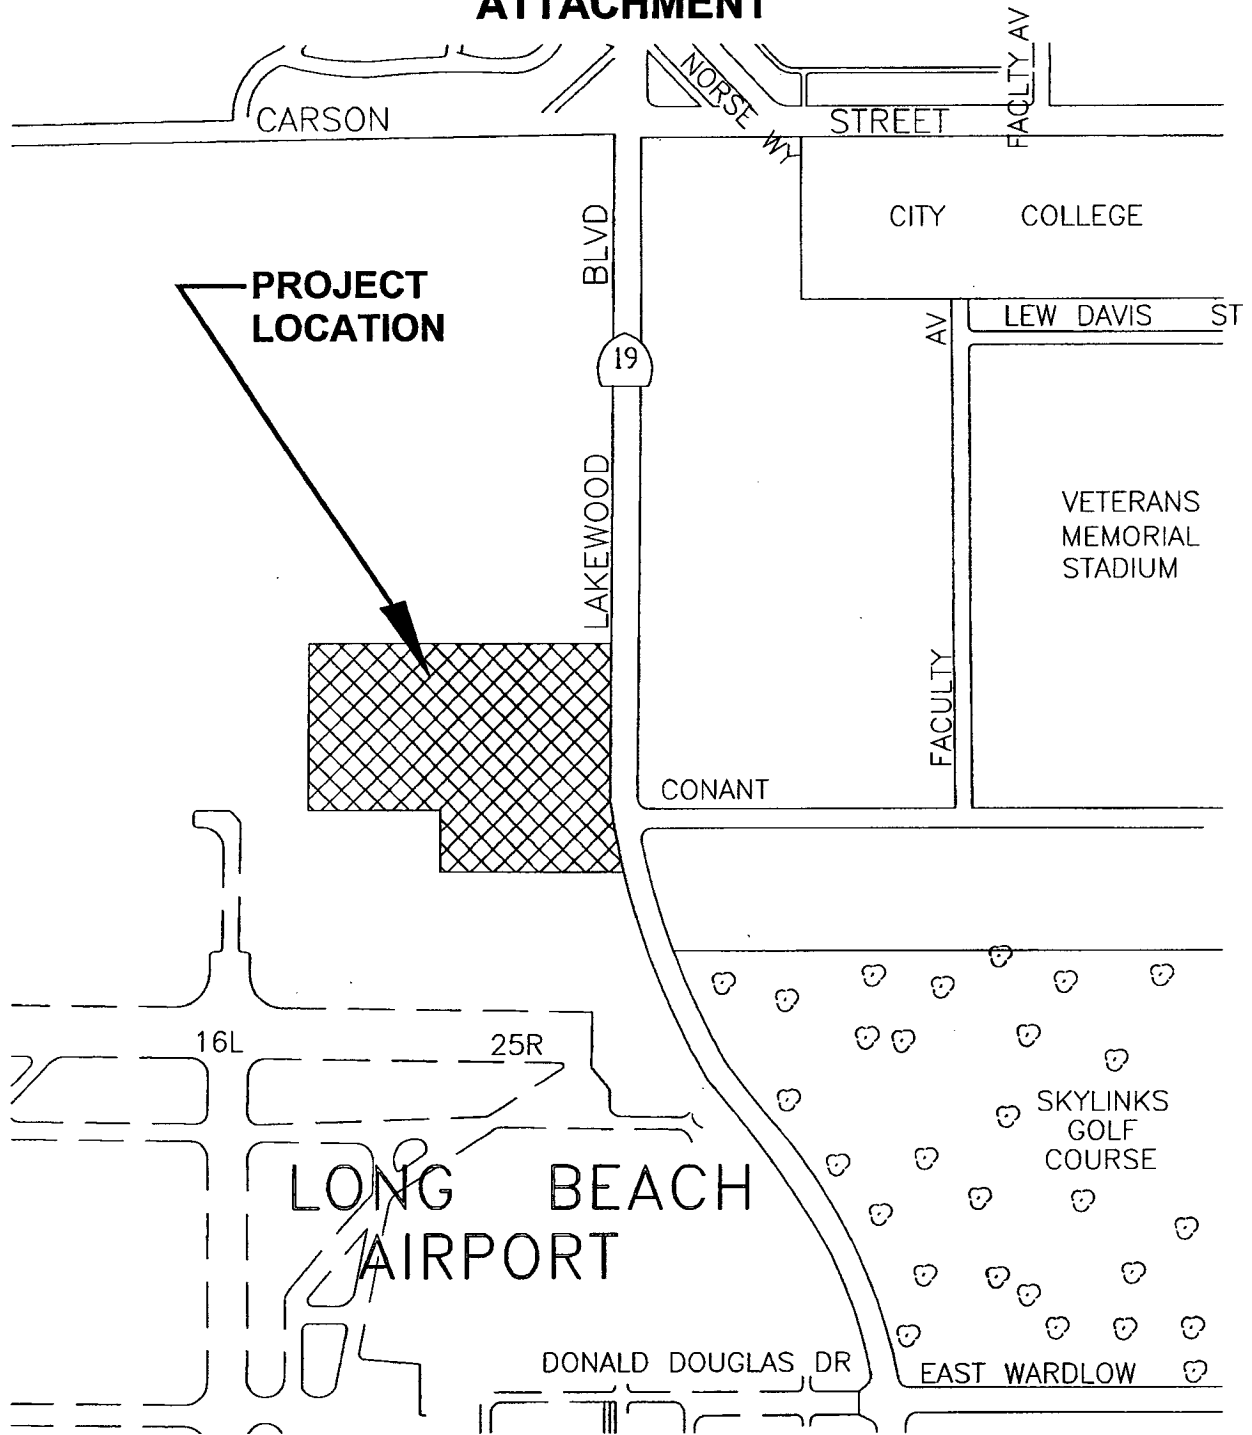 ATTACHMENT
FACLTY AV
NORSE WY
CARSON STREET
CITY COLLEGE
BLVD
PROJECT
LOCATION
AV
LEW DAVIS ST
19
LAKEWOOD
VETERANS
MEMORIAL
STADIUM
FACULTY
CONANT
16L
25R
SKYLINKS
GOLF
COURSE
LONG BEACH
AIRPORT
DONALD DOUGLAS DR
EAST WARDLOW